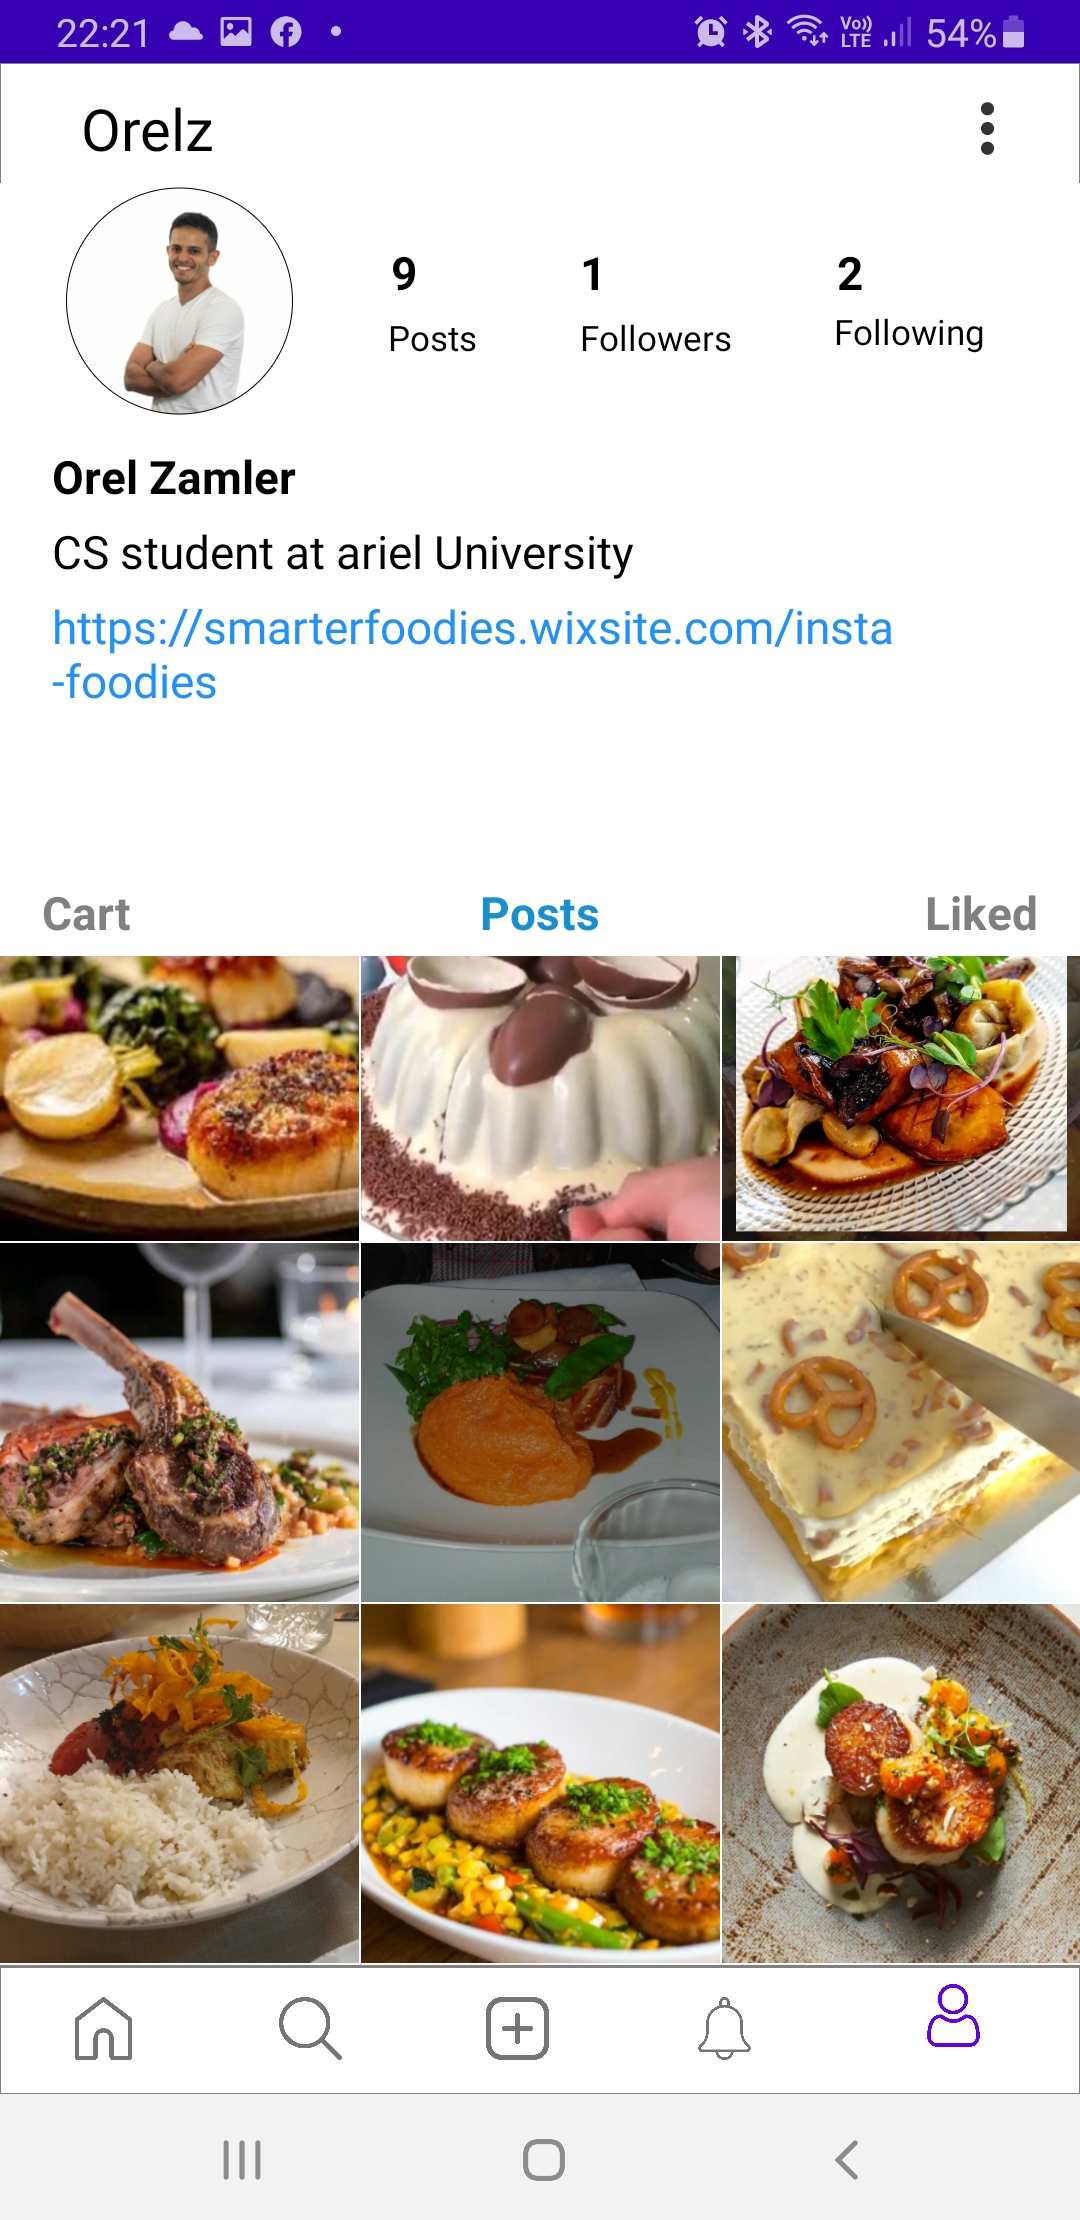 22:21
Vo)) LTE 54%
Orelz
9 1 2
Posts Followers Following
Orel Zamler
CS student at ariel University
https://smarterfoodies.wixsite.com/insta
-foodies
Cart Posts Liked